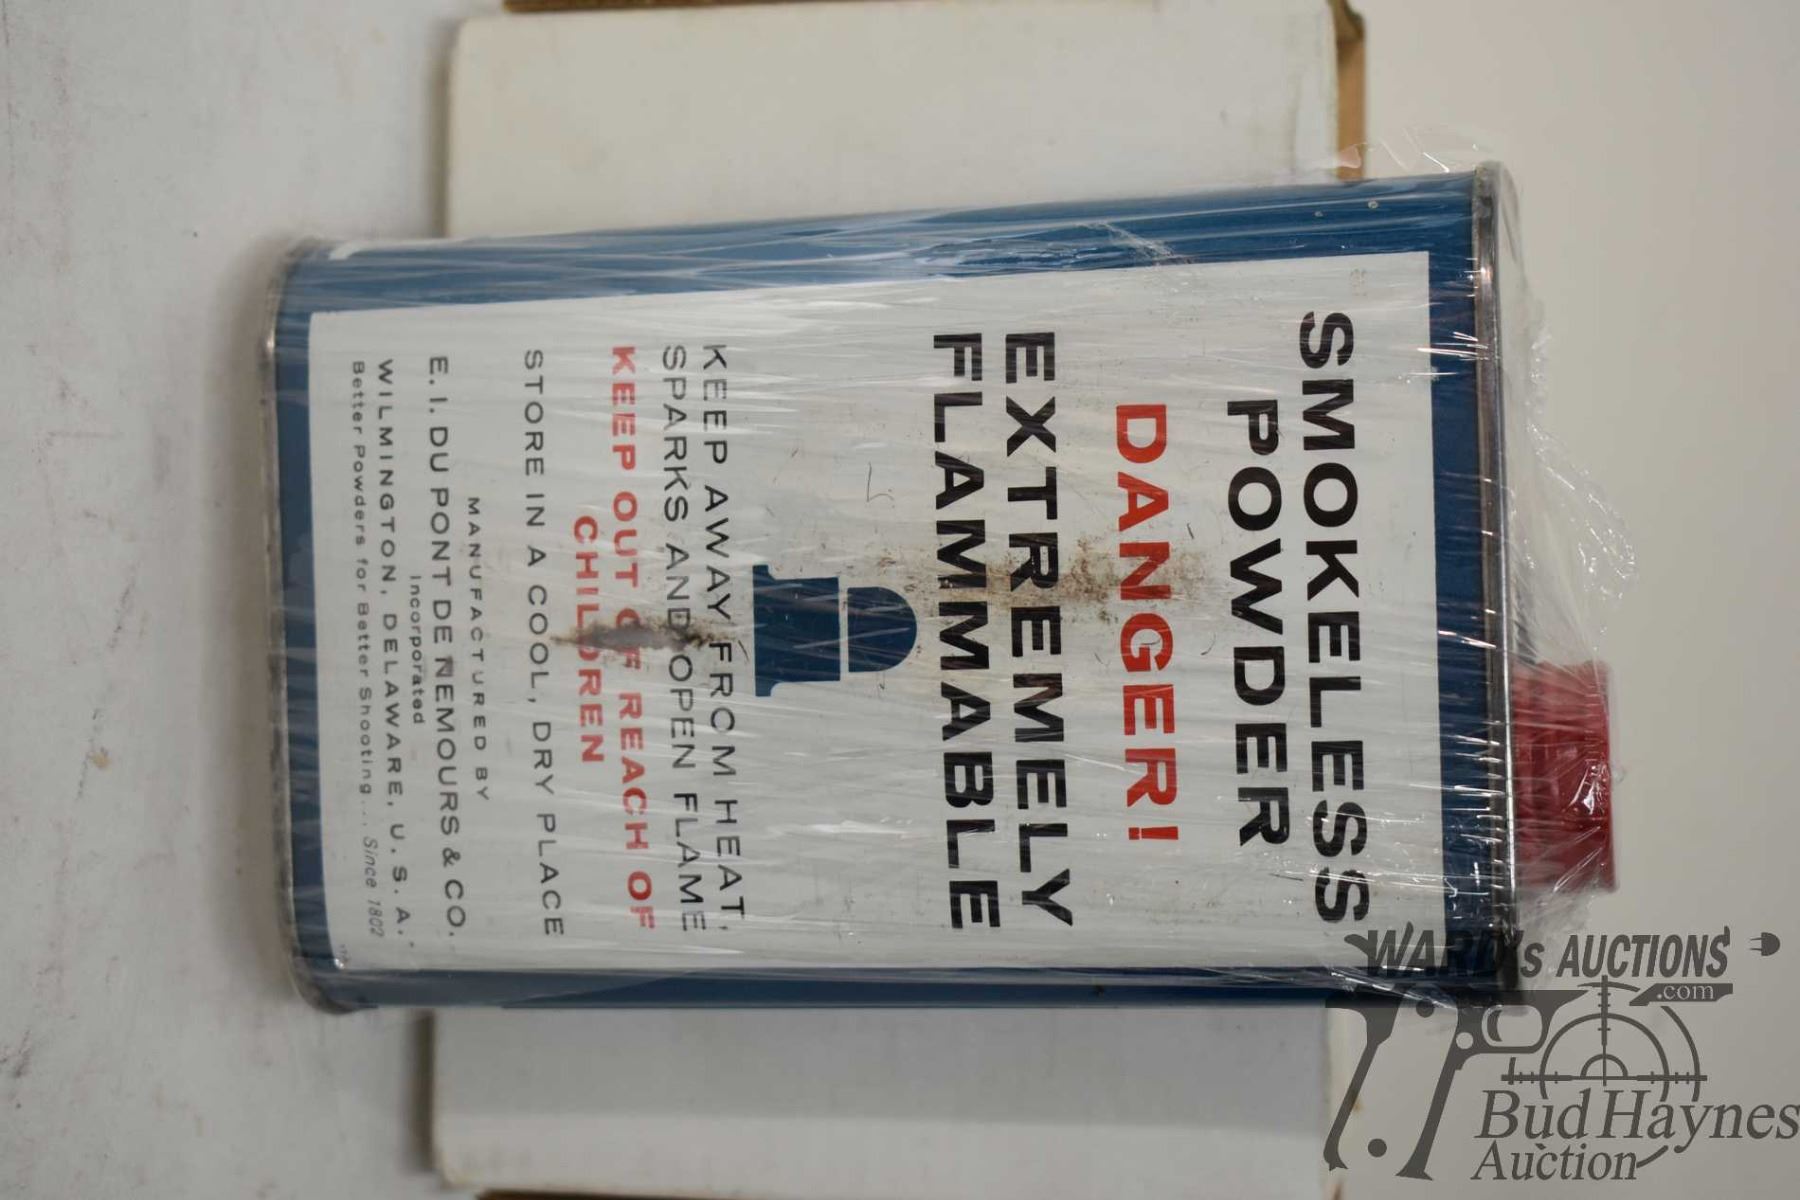 SMOKELESS
POWDER
DANGER!
EXTREMELY
FLAMMABLE
KEEP AWAY FROM HEAT,
SPARKS AND OPEN FLAME
KEEP OUT OF REACH OF
CHILDREN
STORE IN A COOL, DRY PLACE
MANUFACTURED BY
E. I. DU PONT DE NEMOURS & CO.
Incorporated
WILMINGTON, DELAWARE, U. S. A.
Better Powders for Better Shooting... Since 1802
WARD's AUCTIONS
.com
Bud Haynes
Auction